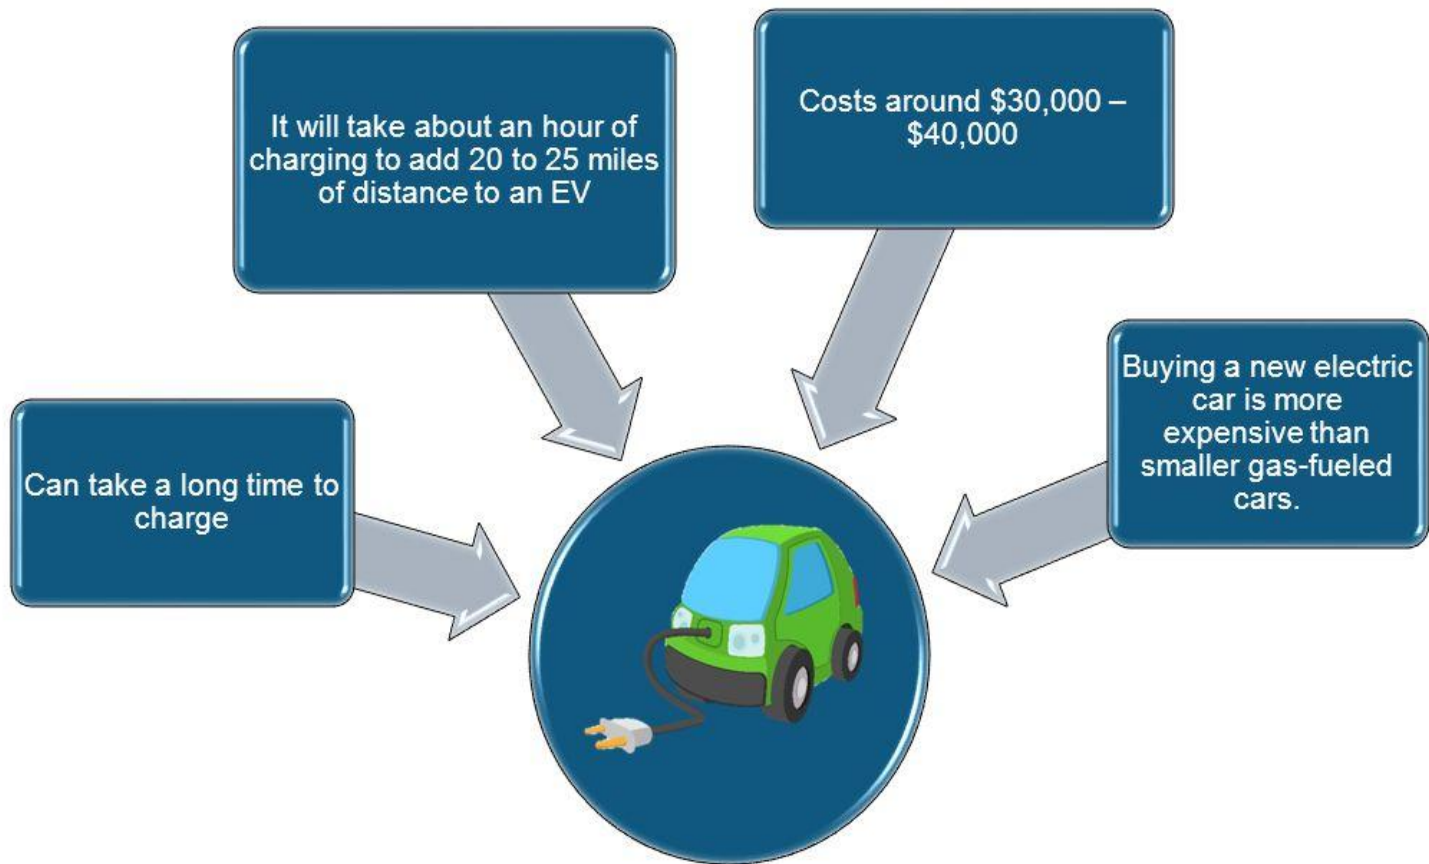 It will take about an hour of
charging to add 20 to 25 miles
of distance to an EV
Costs around $30,000 –
$40,000
Can take a long time to
charge
Buying a new electric
car is more
expensive than
smaller gas-fueled
cars.